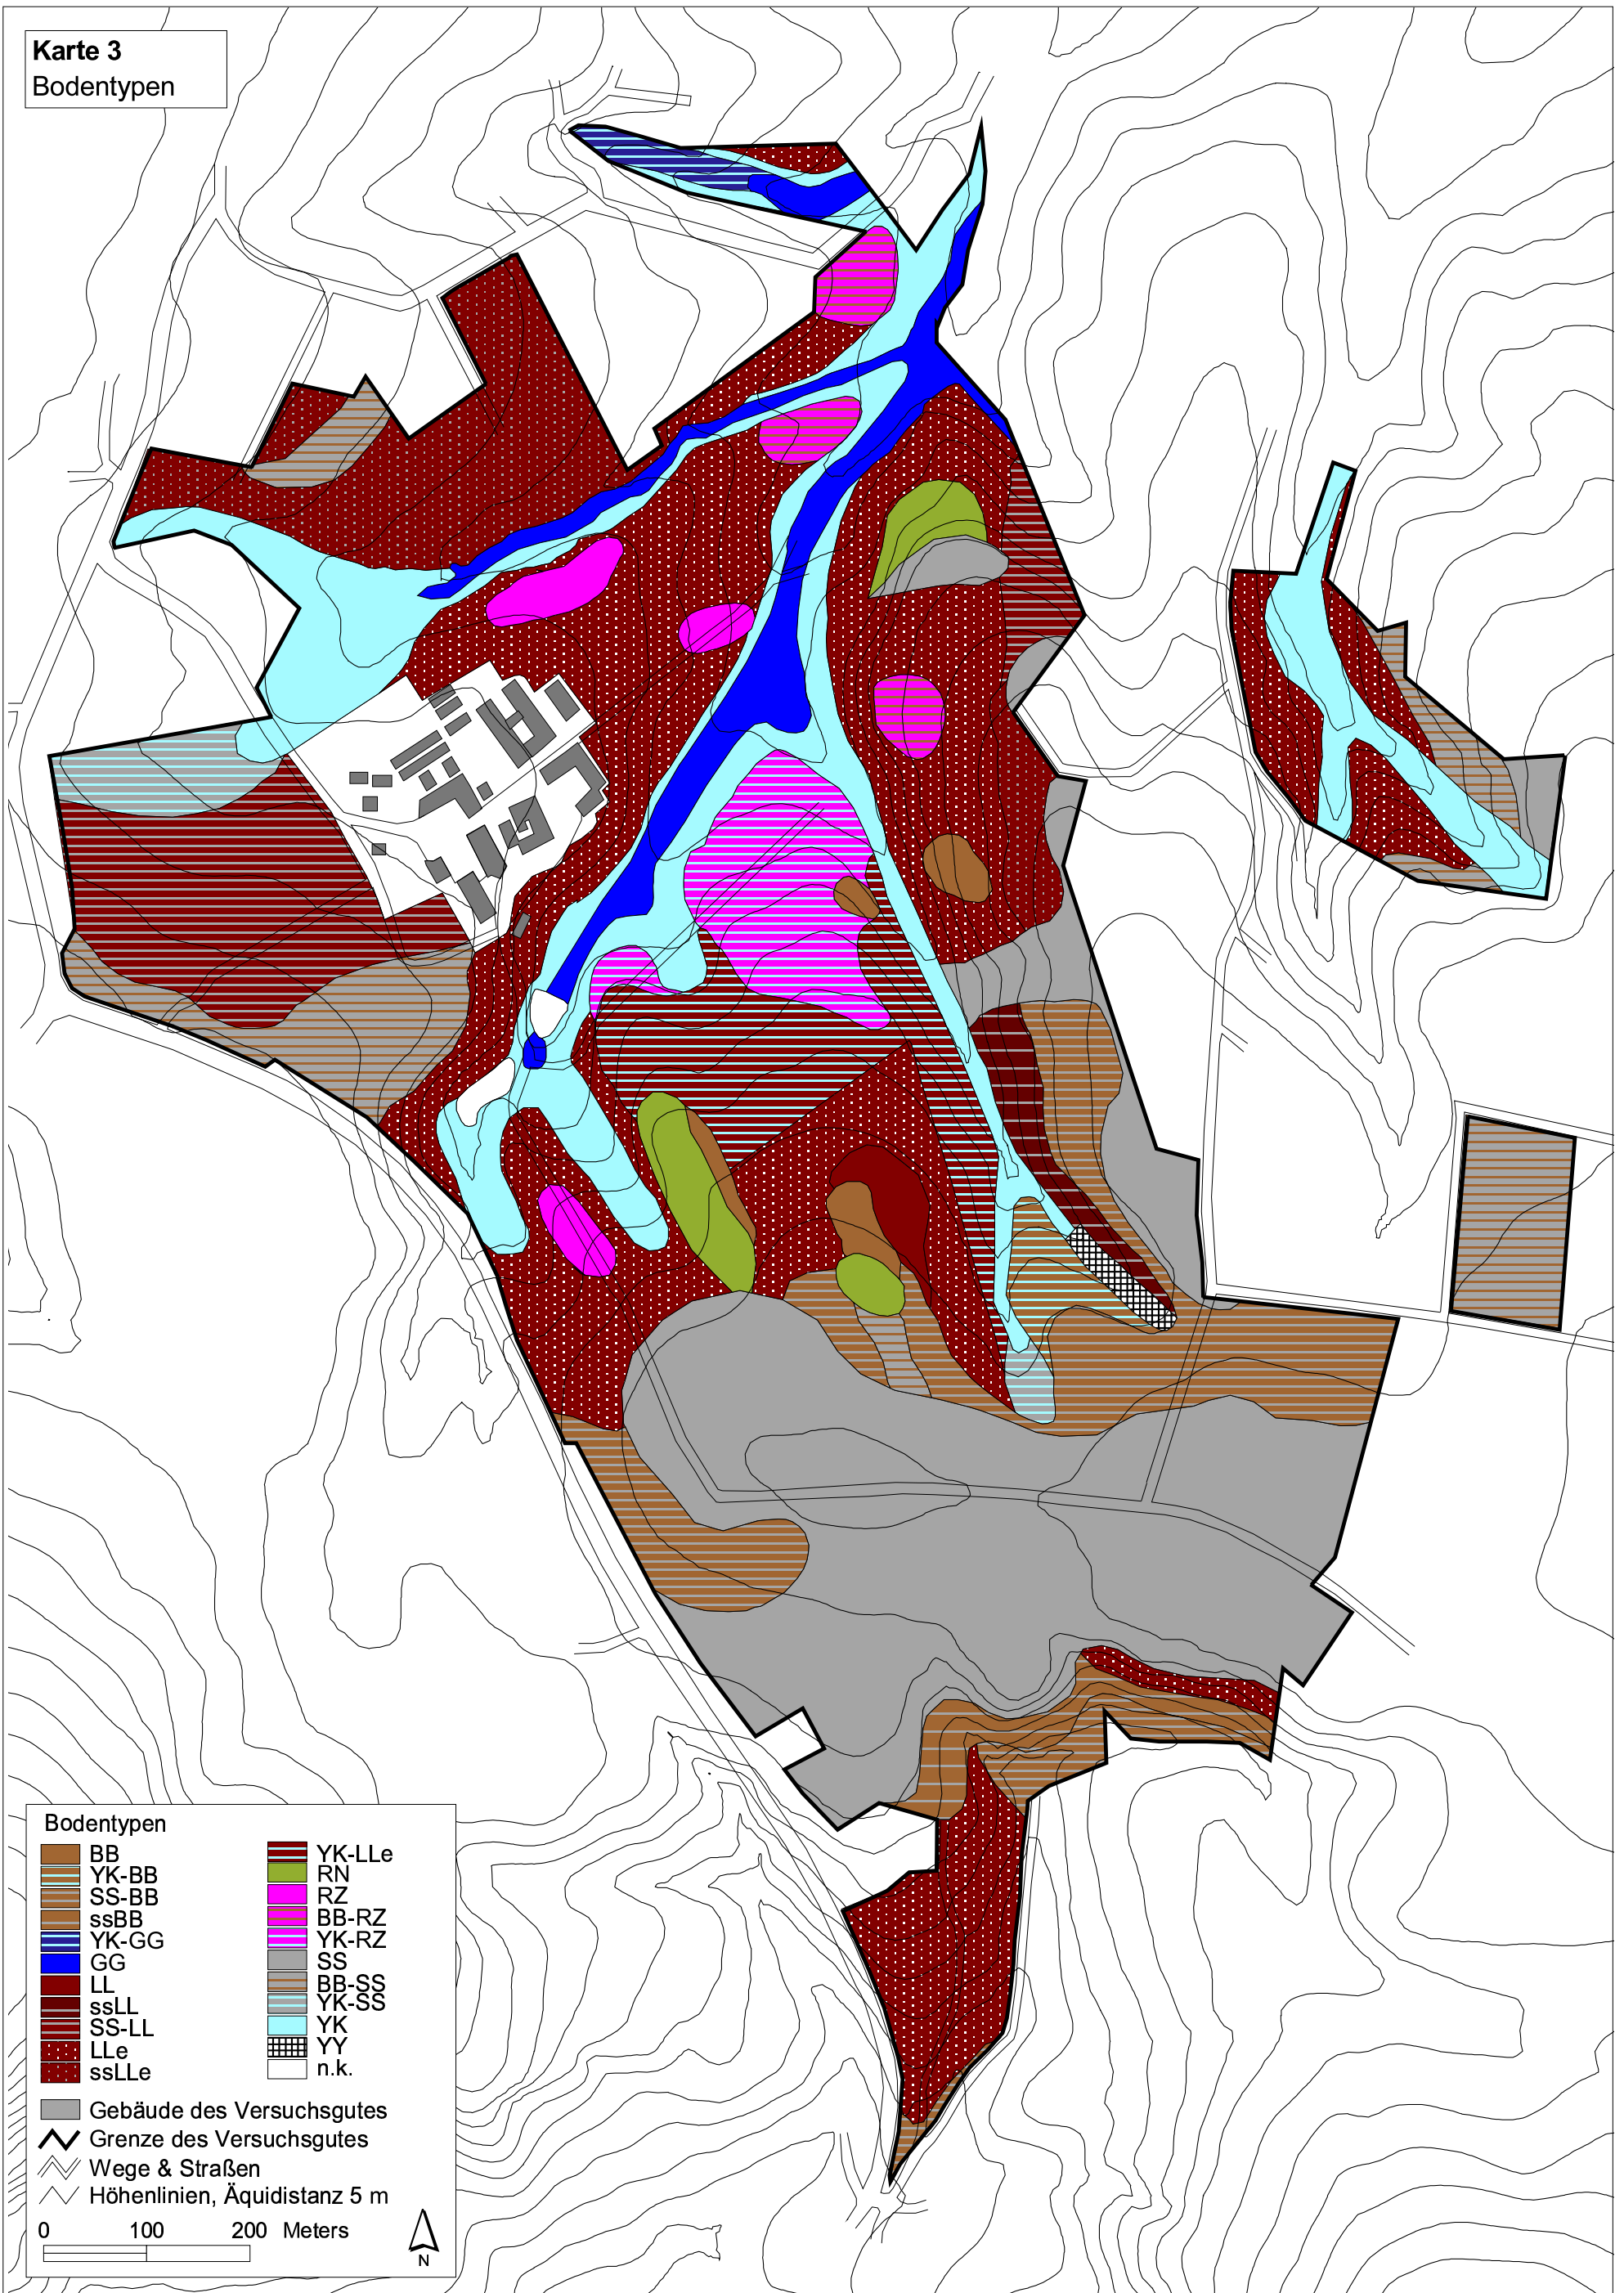 Karte 3
Bodentypen
Bodentypen
BB
YK-BB
SS-BB
ssBB
YK-GG
GG
LL
ssLL
SS-LL
LLe
ssLLe
YK-LLe
RN
RZ
BB-RZ
YK-RZ
SS
BB-SS
YK-SS
YK
YY
n.k.
Gebäude des Versuchsgutes
Grenze des Versuchsgutes
Wege & Straßen
Höhenlinien, Äquidistanz 5 m
0 100 200 Meters
N